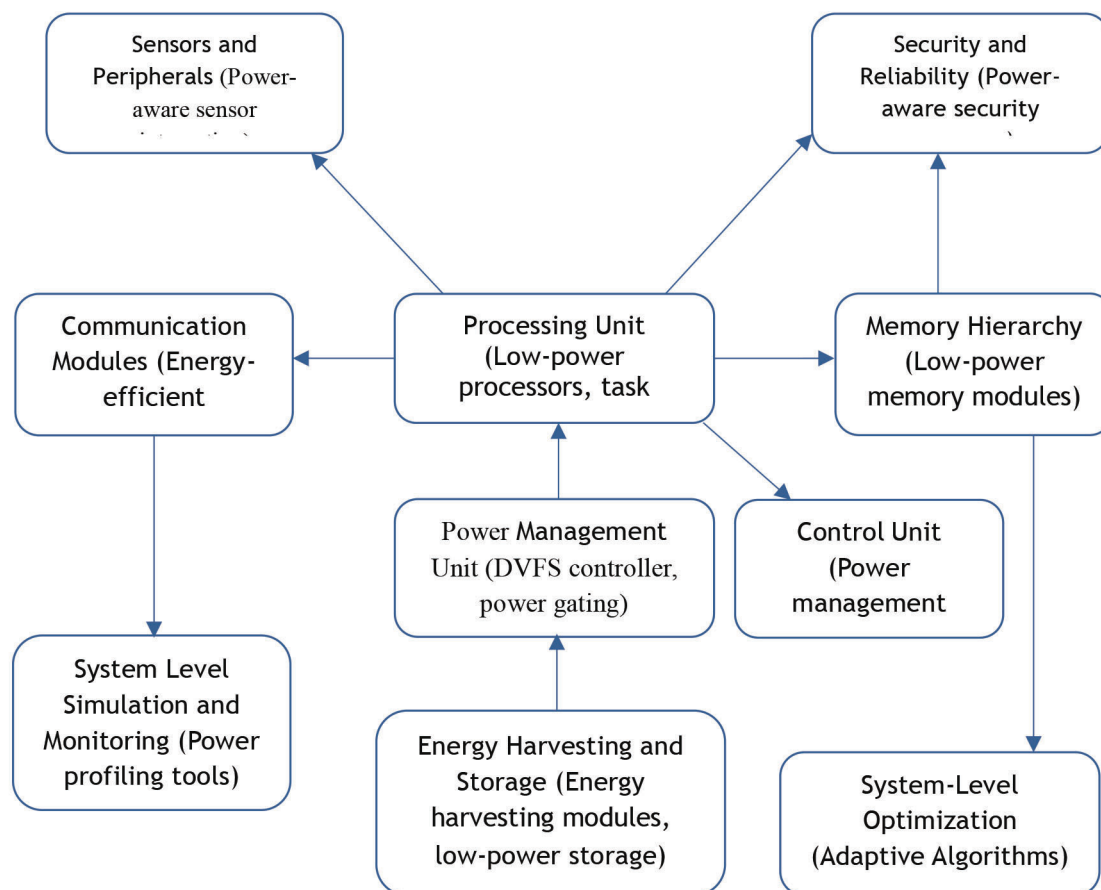 Sensors and
Peripherals (Power-
aware sensor
Security and
Reliability (Power-
aware security
Communication
Modules (Energy-
efficient
Processing Unit
(Low-power
processors, task
Memory Hierarchy
(Low-power
memory modules)
Power Management
Unit (DVFS controller,
power gating)
Control Unit
(Power
management
System Level
Simulation and
Monitoring (Power
profiling tools)
Energy Harvesting and
Storage (Energy
harvesting modules,
low-power storage)
System-Level
Optimization
(Adaptive Algorithms)